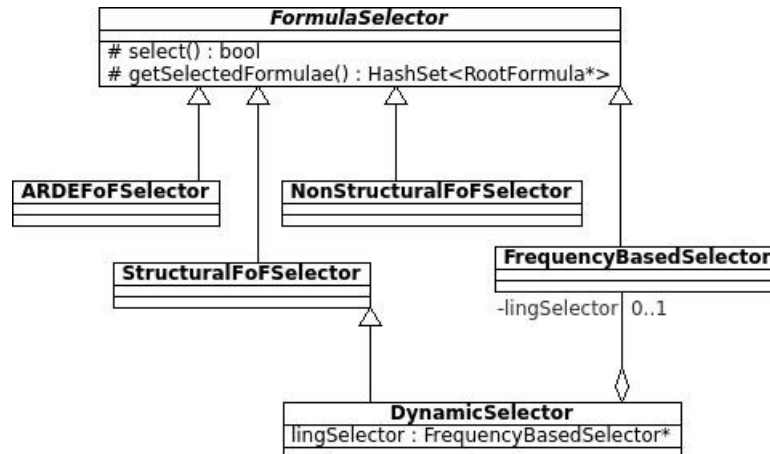 FormulaSelector
# select() : bool
# getSelectedFormulae() : HashSet<RootFormula*>
ARDEFoFSelector
NonStructuralFoFSelector
StructuralFoFSelector
FrequencyBasedSelector
-lingSelector 0..1
DynamicSelector
lingSelector : FrequencyBasedSelector*